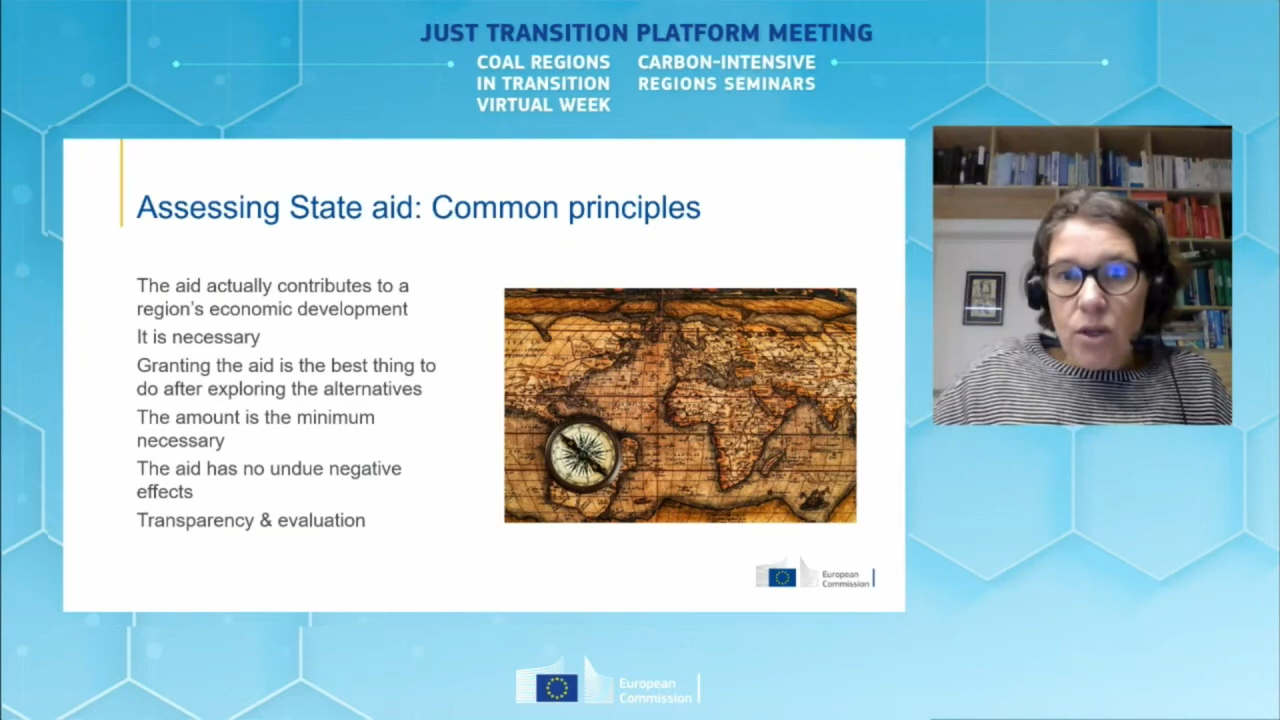 JUST TRANSITION PLATFORM MEETING
COAL REGIONS
IN TRANSITION
VIRTUAL WEEK
CARBON-INTENSIVE
REGIONS SEMINARS
Assessing State aid: Common principles
The aid actually contributes to a
region's economic development
It is necessary
Granting the aid is the best thing to
do after exploring the alternatives
The amount is the minimum
necessary
The aid has no undue negative
effects
Transparency & evaluation
European
Commission
European
Commission